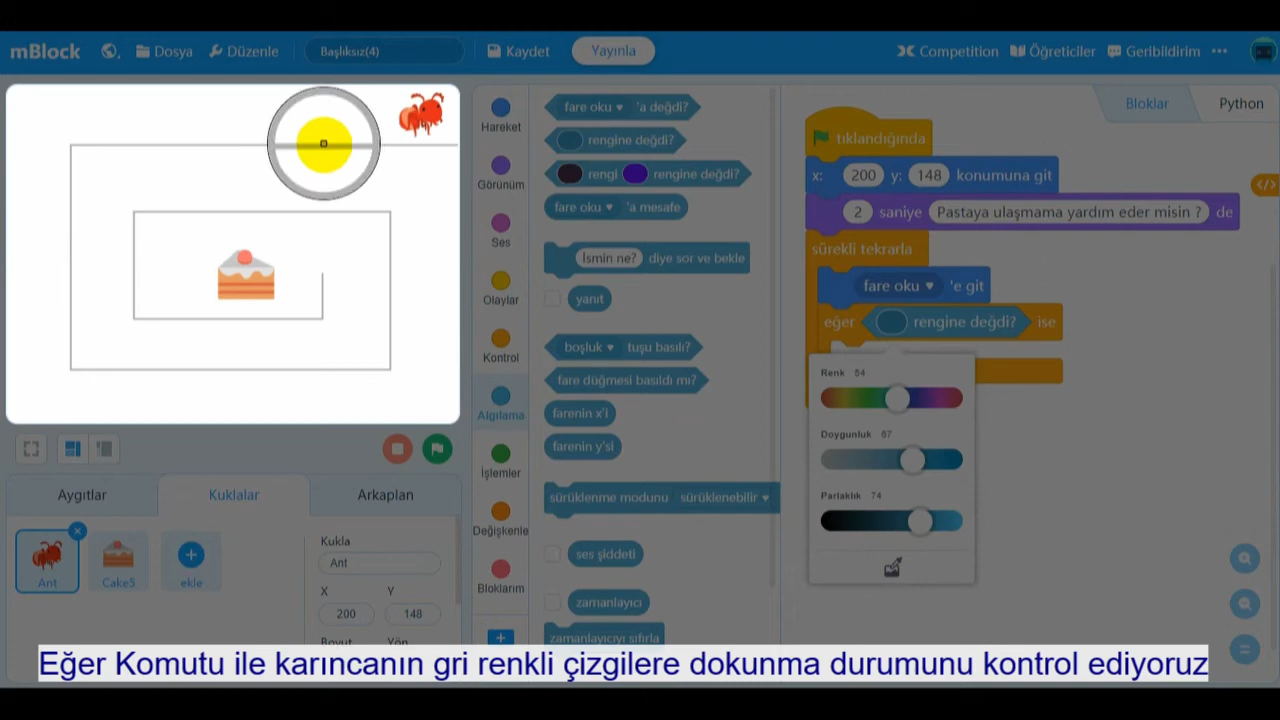 mBlock
Dosya
Düzenle
Başlıksız(4)
Kaydet
Yayınla
Competition
Öğreticiler
Geribildirim
Hareket
Görünüm
Ses
Olaylar
Kontrol
Algılama
İşlemler
Değişkenle
Bloklarım
fare oku 'a değdi?
rengine değdi?
rengi rengine değdi?
fare oku 'a mesafe
İsmin ne? diye sor ve bekle
yanıt
boşluk tuşu basılı?
fare düğmesi basıldı mı?
farenin x'i
farenin y'si
sürüklenme modunu sürüklenebilir
ses şiddeti
zamanlayıcı
zamanlayıcıyı sıfırla
Bloklar
Python
tıklandığında
x: 200 y: 148 konumuna git
2 saniye Pastaya ulaşmama yardım eder misin ? de
sürekli tekrarla
fare oku 'e git
eğer rengine değdi? ise
Renk 54
Doygunluk 67
Parlaklık 74
</>
Aygıtlar
Kuklalar
Arkaplan
Ant
Cake5
ekle
Kukla
Ant
X Y
200 148
Boyut Yön
Eğer Komutu ile karıncanın gri renkli çizgilere dokunma durumunu kontrol ediyoruz